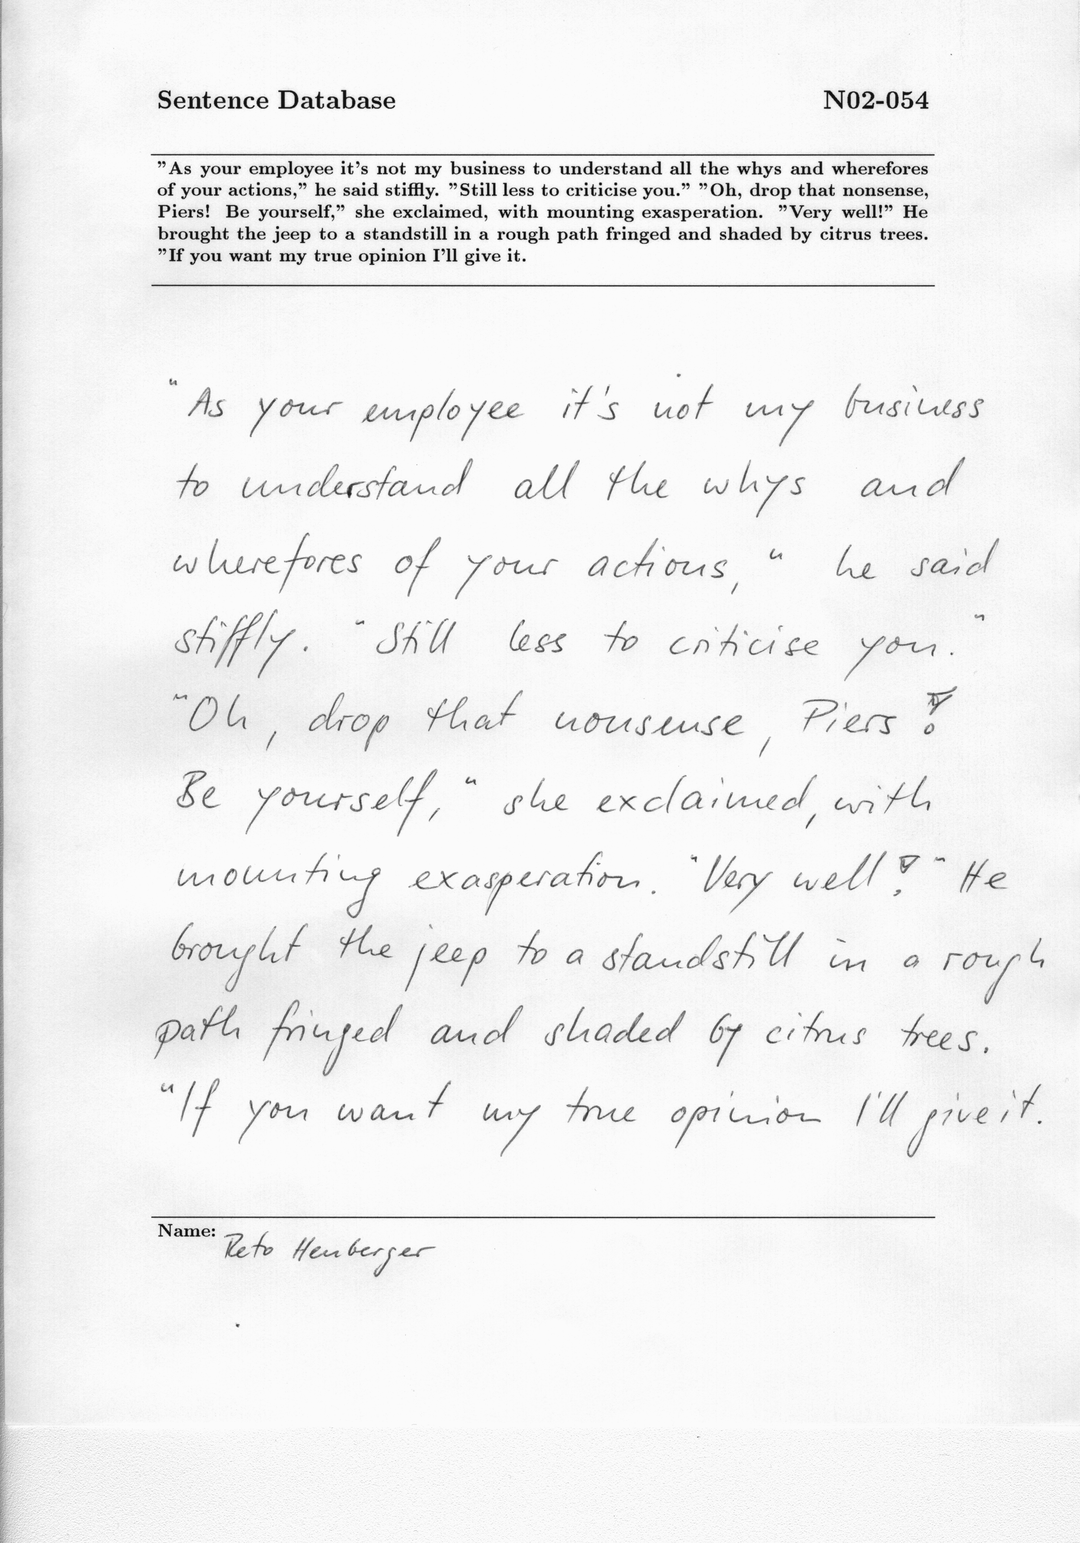 Sentence Database N02-054
"As your employee it's not my business to understand all the whys and wherefores
of your actions," he said stiffly. "Still less to criticise you." "Oh, drop that nonsense,
Piers! Be yourself," she exclaimed, with mounting exasperation. "Very well!" He
brought the jeep to a standstill in a rough path fringed and shaded by citrus trees.
"If you want my true opinion I'll give it.
"As your employee it's not my business
to understand all the whys and
wherefores of your actions," he said
stiffly. "Still less to criticise you."
"Oh, drop that nonsense, Piers!
Be yourself," she exclaimed, with
mounting exasperation. "Very well!" He
brought the jeep to a standstill in a rough
path fringed and shaded by citrus trees.
"If you want my true opinion I'll give it.
Name: Reto Henberger